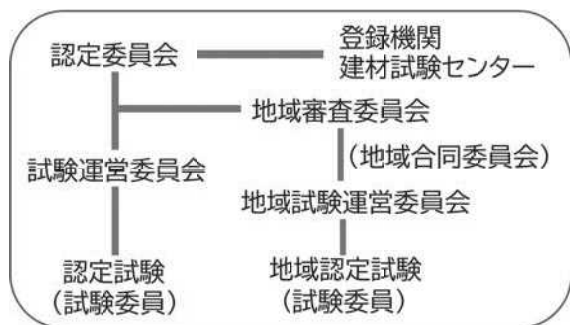 認定委員会
登録機関
建材試験センター
地域審査委員会
(地域合同委員会)
試験運営委員会
地域試験運営委員会
認定試験
(試験委員)
地域認定試験
(試験委員)